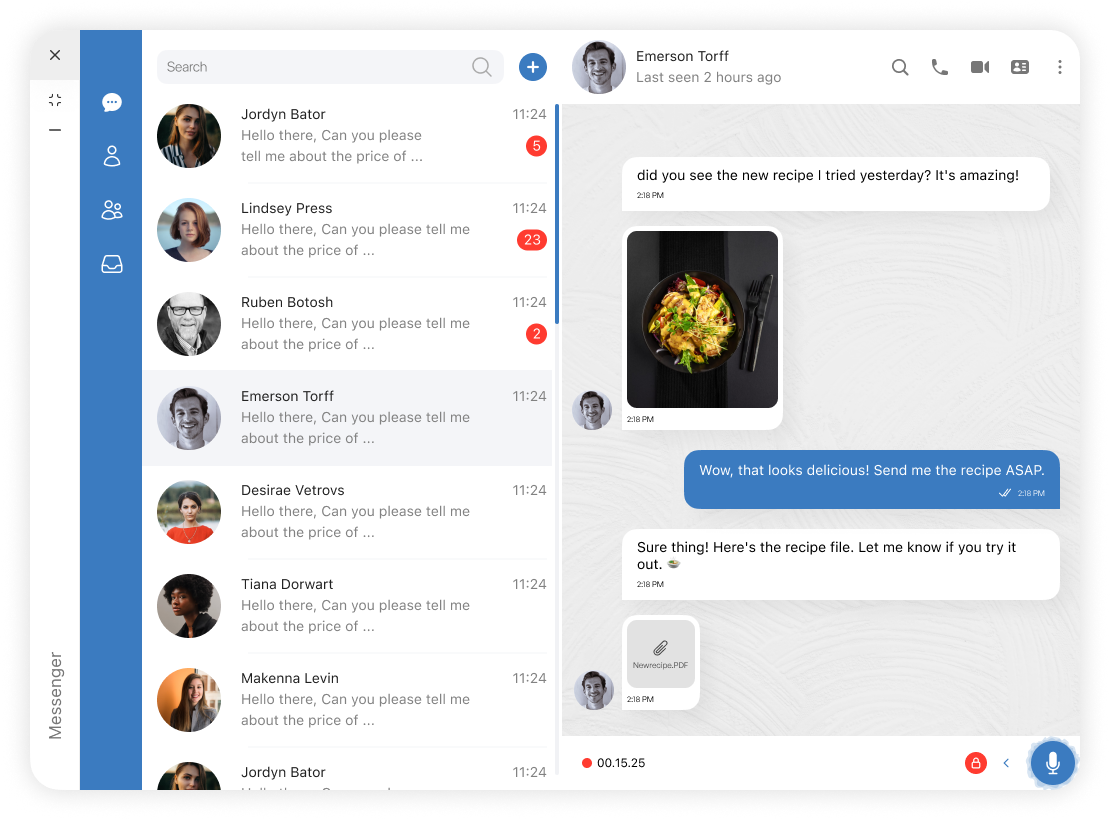 Messenger
Search
Jordyn Bator
11:24
Hello there, Can you please
tell me about the price of ...
5
Lindsey Press
11:24
Hello there, Can you please tell me
about the price of ...
23
Ruben Botosh
11:24
Hello there, Can you please tell me
about the price of ...
2
Emerson Torff
11:24
Hello there, Can you please tell me
about the price of ...
Desirae Vetrovs
11:24
Hello there, Can you please tell me
about the price of ...
Tiana Dorwart
11:24
Hello there, Can you please tell me
about the price of ...
Makenna Levin
11:24
Hello there, Can you please tell me
about the price of ...
Jordyn Bator
11:24
Emerson Torff
Last seen 2 hours ago
did you see the new recipe I tried yesterday? It's amazing!
2:18 PM
2:18 PM
Wow, that looks delicious! Send me the recipe ASAP.
2:18 PM
Sure thing! Here's the recipe file. Let me know if you try it
out. 🥗
2:18 PM
Newrecipe.PDF
2:18 PM
00.15.25